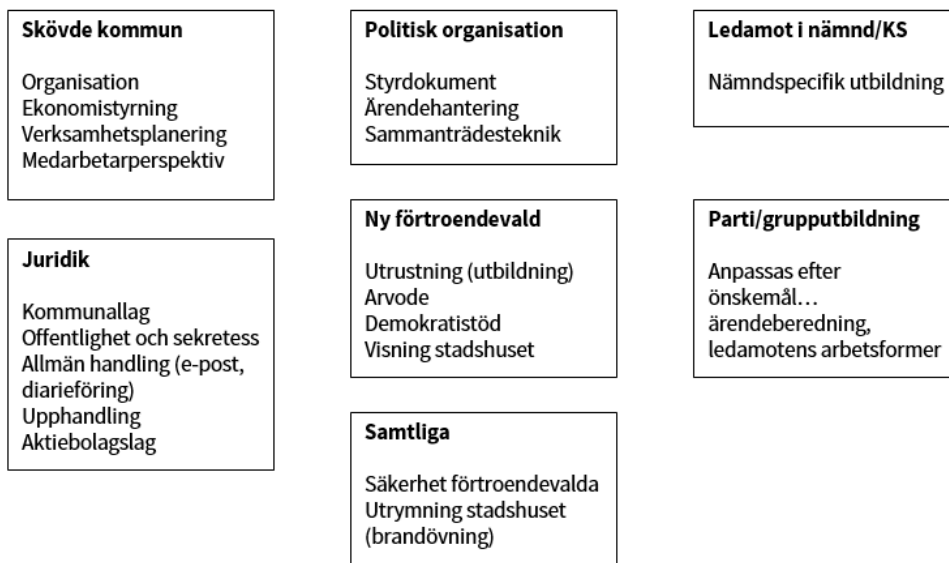 Skövde kommun
Organisation
Ekonomistyrning
Verksamhetsplanering
Medarbetarperspektiv
Juridik
Kommunallag
Offentlighet och sekretess
Allmän handling (e-post,
diarieföring)
Upphandling
Aktiebolagslag
Politisk organisation
Styrdokument
Ärendehantering
Sammanträdesteknik
Ny förtroendevald
Utrustning (utbildning)
Arvode
Demokratistöd
Visning stadshuset
Samtliga
Säkerhet förtroendevalda
Utrymning stadshuset
(brandövning)
Ledamot i nämnd/KS
Nämndspecifik utbildning
Parti/grupputbildning
Anpassas efter
önskemål…
ärendeberedning,
ledamotens arbetsformer